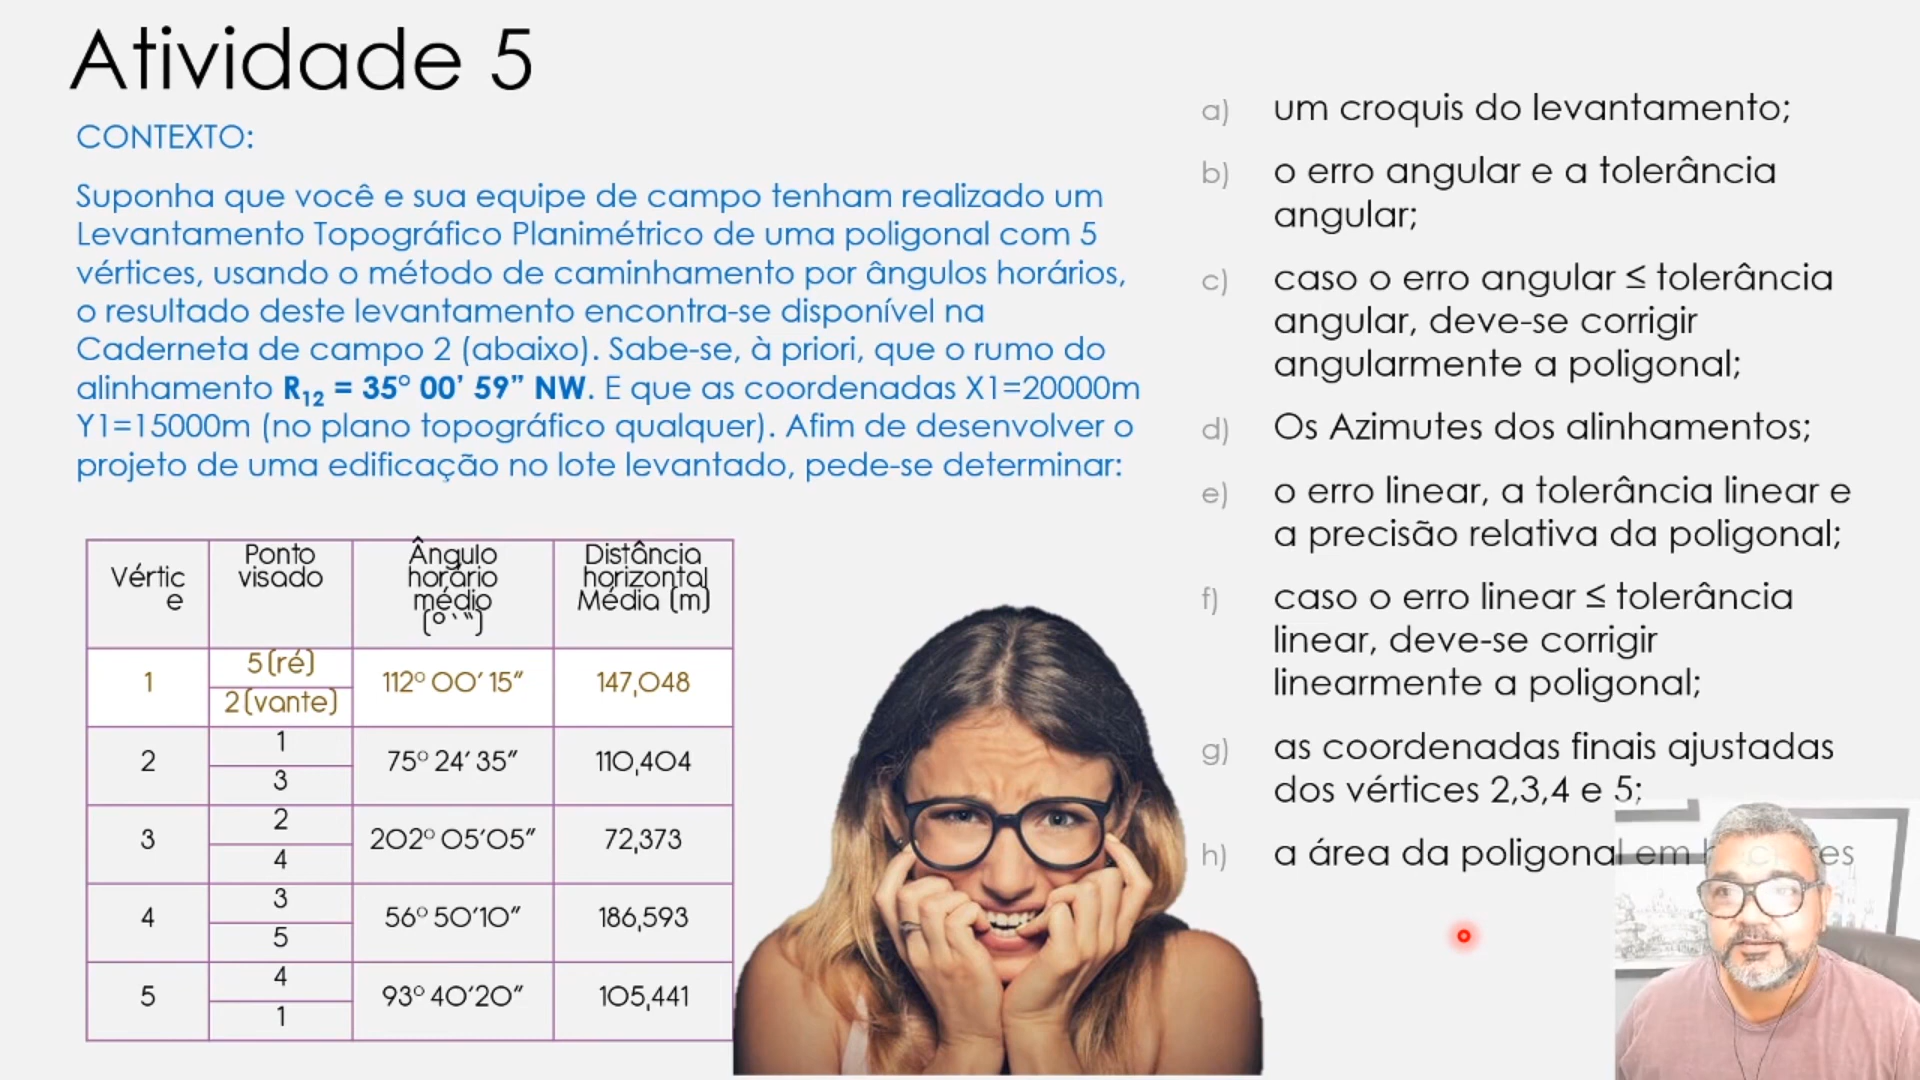 Atividade 5
CONTEXTO:
Suponha que você e sua equipe de campo tenham realizado um
Levantamento Topográfico Planimétrico de uma poligonal com 5
vértices, usando o método de caminhamento por ângulos horários,
o resultado deste levantamento encontra-se disponível na
Caderneta de campo 2 (abaixo). Sabe-se, à priori, que o rumo do
alinhamento R12 = 35° 00’ 59” NW. E que as coordenadas X1=20000m
Y1=15000m (no plano topográfico qualquer). Afim de desenvolver o
projeto de uma edificação no lote levantado, pede-se determinar:
Vértic
e
Ponto
visado
Ângulo
horário
médio
(º ‘ “)
Distância
horizontal
Média (m)
1
5(ré)
2(vante)
112º 00’ 15”
147,048
2
1
3
75º 24’ 35”
110,404
3
2
4
202º 05’05”
72,373
4
3
5
56º 50’10”
186,593
5
4
1
93º 40’20”
105,441
a) um croquis do levantamento;
b) o erro angular e a tolerância
angular;
c) caso o erro angular ≤ tolerância
angular, deve-se corrigir
angularmente a poligonal;
d) Os Azimutes dos alinhamentos;
e) o erro linear, a tolerância linear e
a precisão relativa da poligonal;
f) caso o erro linear ≤ tolerância
linear, deve-se corrigir
linearmente a poligonal;
g) as coordenadas finais ajustadas
dos vértices 2,3,4 e 5;
h) a área da poligonal em